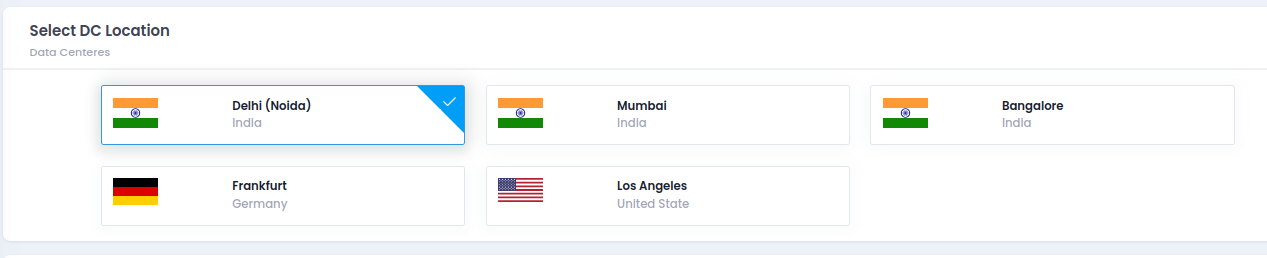 Select DC Location
Data Centeres
Delhi (Noida)
India
Mumbai
India
Bangalore
India
Frankfurt
Germany
Los Angeles
United State